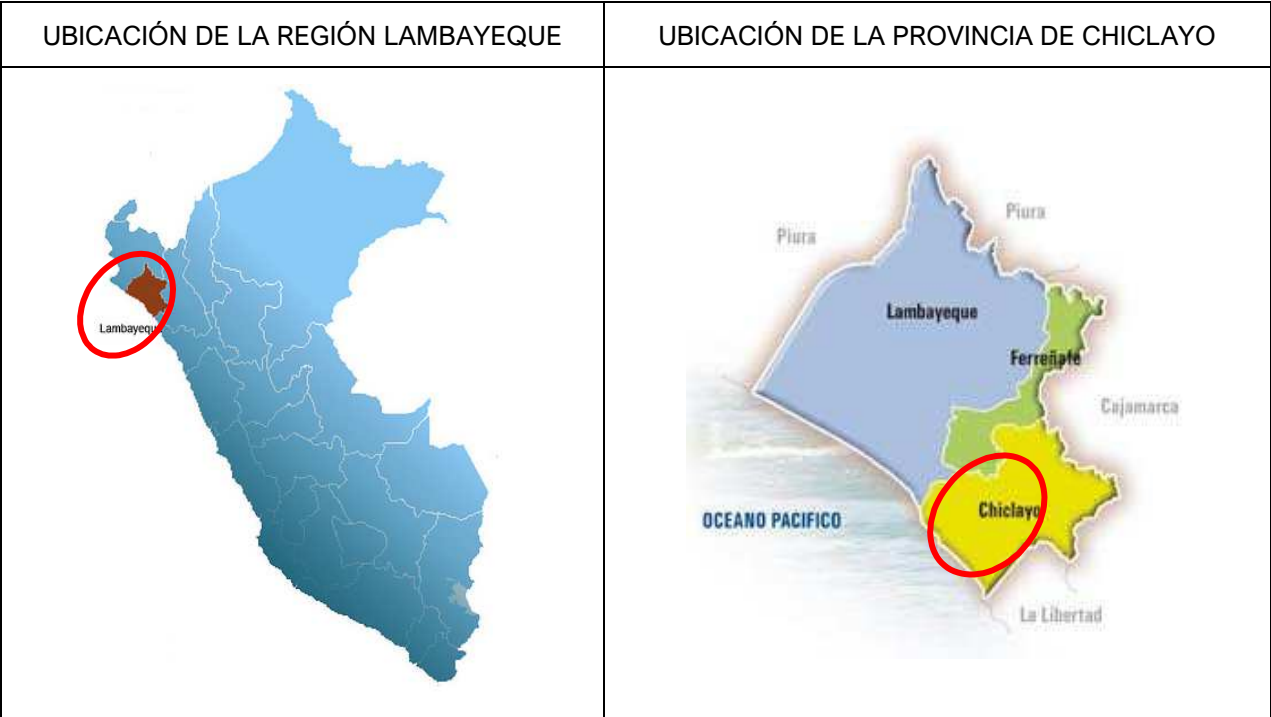 UBICACIÓN DE LA REGIÓN LAMBAYEQUE
UBICACIÓN DE LA PROVINCIA DE CHICLAYO
Lambayeque
Piura
Piura
Lambayeque
Ferreñafe
Cajamarca
Chiclayo
OCEANO PACIFICO
La Libertad